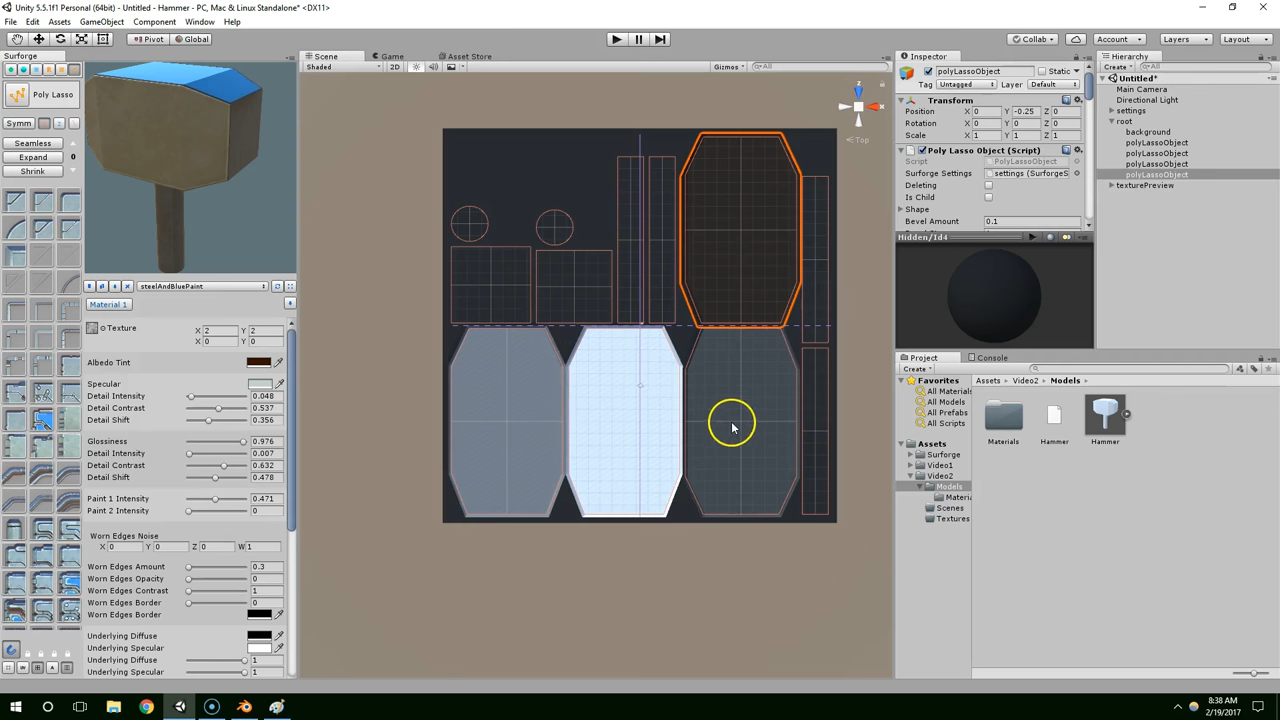 Unity 5.5.1f1 Personal (64bit) - Untitled - Hammer - PC, Mac & Linux Standalone* <DX11>
File Edit Assets GameObject Component Window Help
Pivot Global Collab Account Layers Layout
Surforge Scene Game Asset Store Inspector Hierarchy
Shaded 2D Gizmos All Create All
polyLassoObject Static
Tag Untagged Layer Default
Untitled*
Main Camera
Directional Light
settings
root
background
polyLassoObject
polyLassoObject
polyLassoObject
polyLassoObject
texturePreview
Transform
Position X 0 Y -0.25 Z 0
Rotation X 0 Y 0 Z 0
Scale X 1 Y 1 Z 1
Poly Lasso Object (Script)
Script PolyLassoObject
Surforge Settings settings (SurforgeS
Deleting
Is Child
Shape
Bevel Amount 0.1
Hidden/Id4
Poly Lasso
Symm
Seamless
Expand 0
Shrink
z
x
Top
steelAndBluePaint
Material 1
Texture X 2 Y 2
X 0 Y 0
Albedo Tint
Specular
Detail Intensity 0.048
Detail Contrast 0.537
Detail Shift 0.356
Glossiness 0.976
Detail Intensity 0.007
Detail Contrast 0.632
Detail Shift 0.478
Paint 1 Intensity 0.471
Paint 2 Intensity 0
Worn Edges Noise
X 0 Y 0 Z 0 W 1
Worn Edges Amount 0.3
Worn Edges Opacity 0
Worn Edges Contrast 1
Worn Edges Border 0
Worn Edges Border
Underlying Diffuse
Underlying Specular
Underlying Diffuse 1
Underlying Specular 1
Project Console
Create
Favorites
All Materials
All Models
All Prefabs
All Scripts
Assets
Surforge
Video1
Video2
Models
Materi
Scenes
Textures
Assets Video2 Models
Materials Hammer Hammer
8:38 AM
2/19/2017